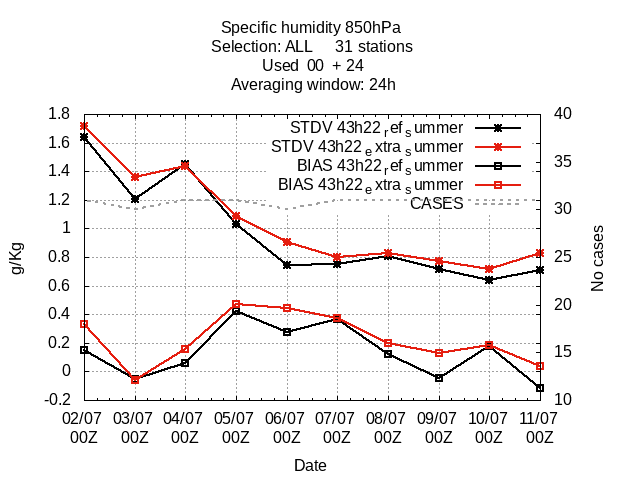 Specific humidity 850hPa
Selection: ALL 31 stations
Used 00 + 24
Averaging window: 24h
STDV 43h22refsummer
STDV 43h22extrasummer
BIAS 43h22refsummer
BIAS 43h22extrasummer
CASES
1.8
1.6
1.4
1.2
1
0.8
0.6
0.4
0.2
0
-0.2
g/Kg
40
35
30
25
20
15
10
No cases
02/07 03/07 04/07 05/07 06/07 07/07 08/07 09/07 10/07 11/07
00Z 00Z 00Z 00Z 00Z 00Z 00Z 00Z 00Z 00Z
Date